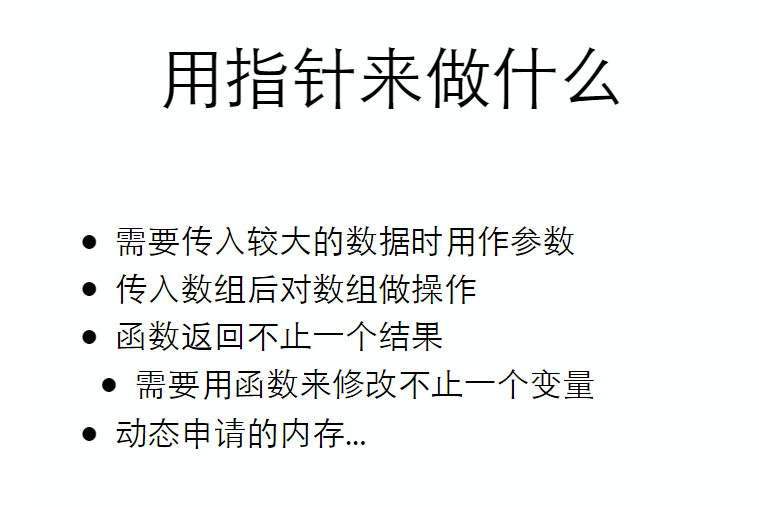 用指针来做什么
● 需要传入较大的数据时用作参数
● 传入数组后对数组做操作
● 函数返回不止一个结果
● 需要用函数来修改不止一个变量
● 动态申请的内存...